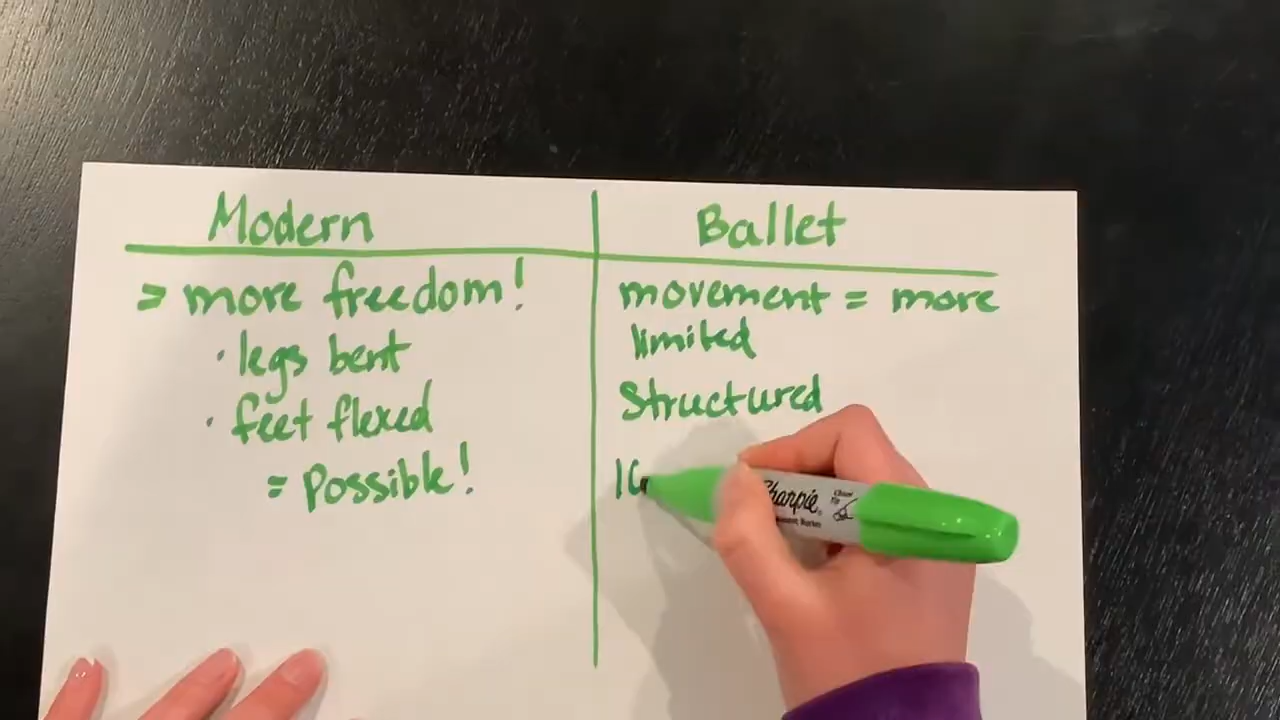 Modern
> more freedom!
· legs bent
· feet flexed
= Possible!
Ballet
movement = more
limited
Structured
Sharpie